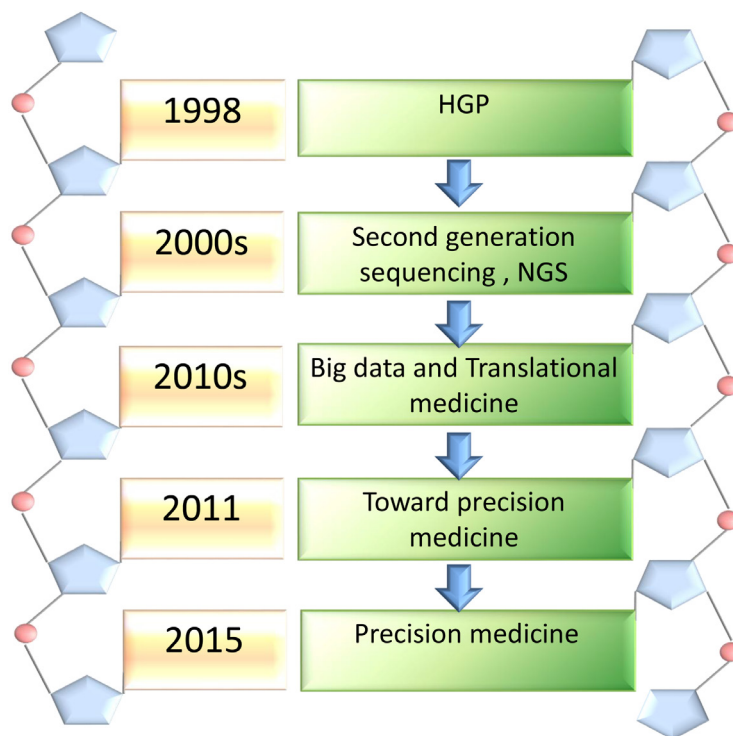 1998
HGP
2000s
Second generation
sequencing , NGS
2010s
Big data and Translational
medicine
2011
Toward precision
medicine
2015
Precision medicine